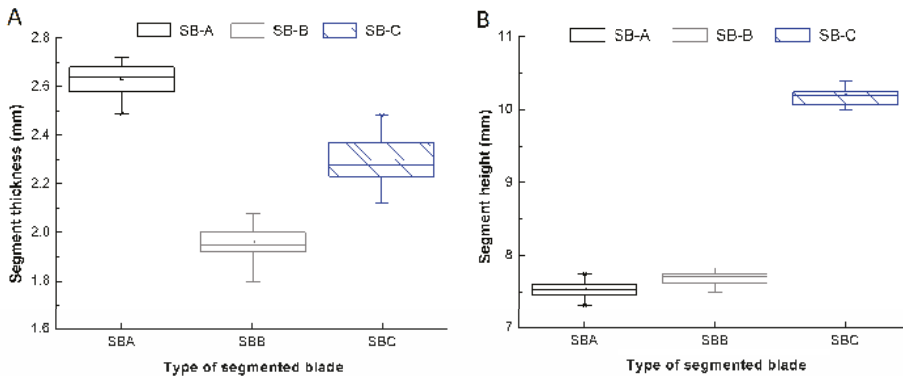 A
SB-A SB-B SB-C
2.8
2.6
2.4
2.2
2.0
1.8
1.6
Segment thickness (mm)
SBA SBB SBC
Type of segmented blade
B
SB-A SB-B SB-C
11
10
9
8
7
Segment height (mm)
SBA SBB SBC
Type of segmented blade